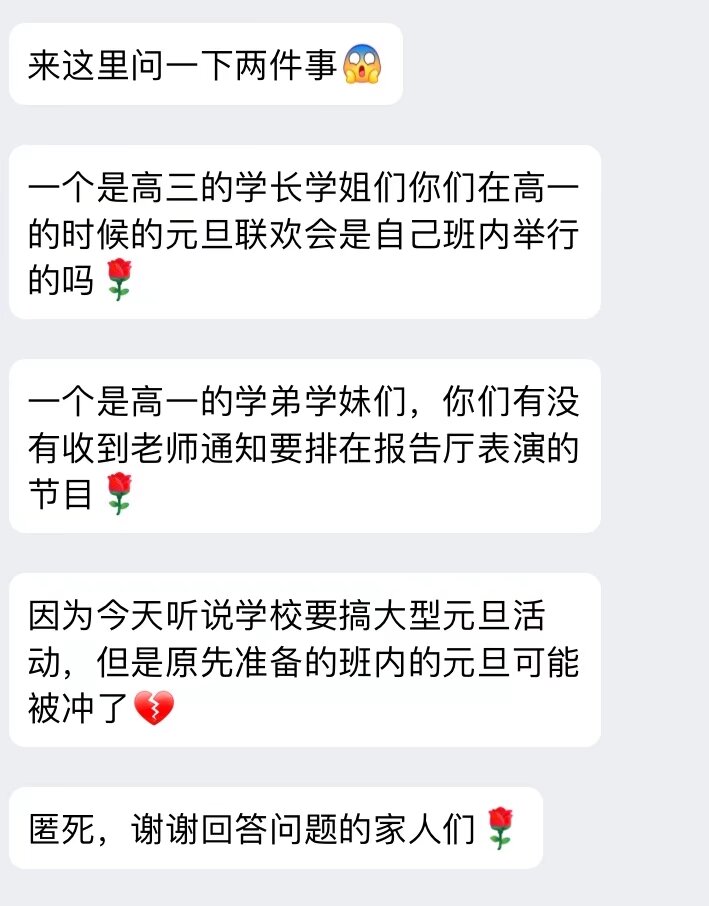 来这里问一下两件事😱
一个是高三的学长学姐们你们在高一
的时候的元旦联欢会是自己班内举行
的吗🌹
一个是高一的学弟学妹们，你们有没
有收到老师通知要排在报告厅表演的
节目🌹
因为今天听说学校要搞大型元旦活
动，但是原先准备的班内的元旦可能
被冲了💔
匿死，谢谢回答问题的家人们🌹